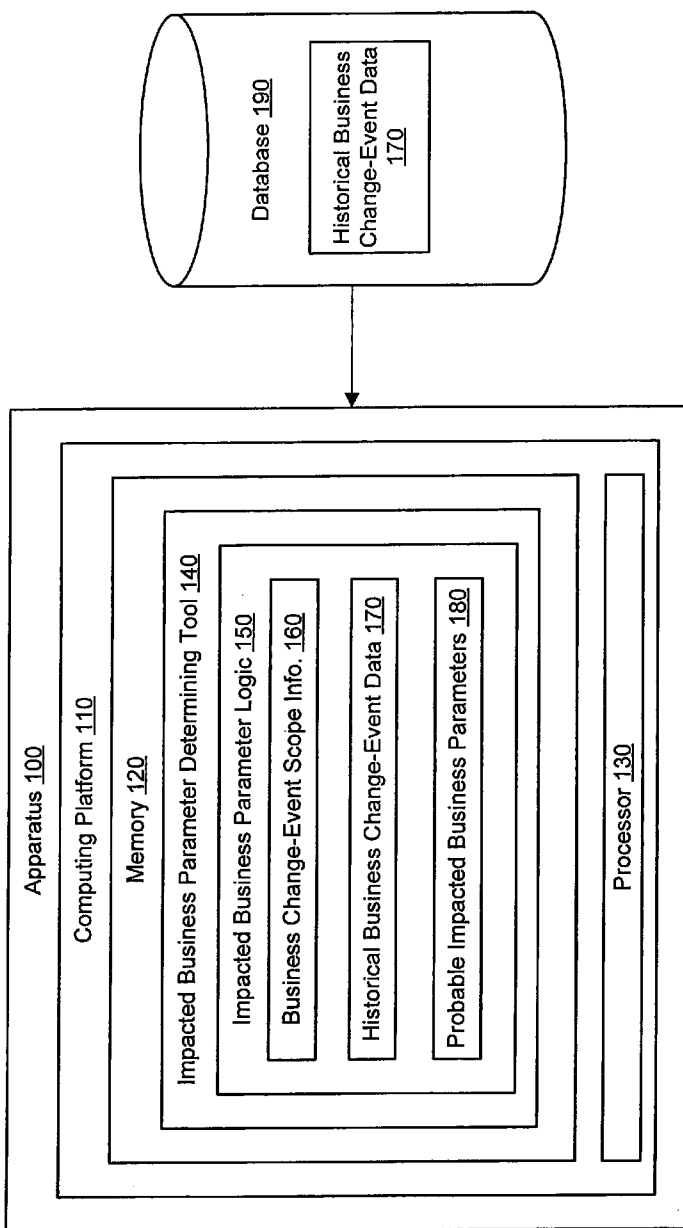 Apparatus 100
Computing Platform 110
Memory 120
Impacted Business Parameter Determining Tool 140
Impacted Business Parameter Logic 150
Business Change-Event Scope Info. 160
Historical Business Change-Event Data 170
Probable Impacted Business Parameters 180
Processor 130
Database 190
Historical Business
Change-Event Data
170